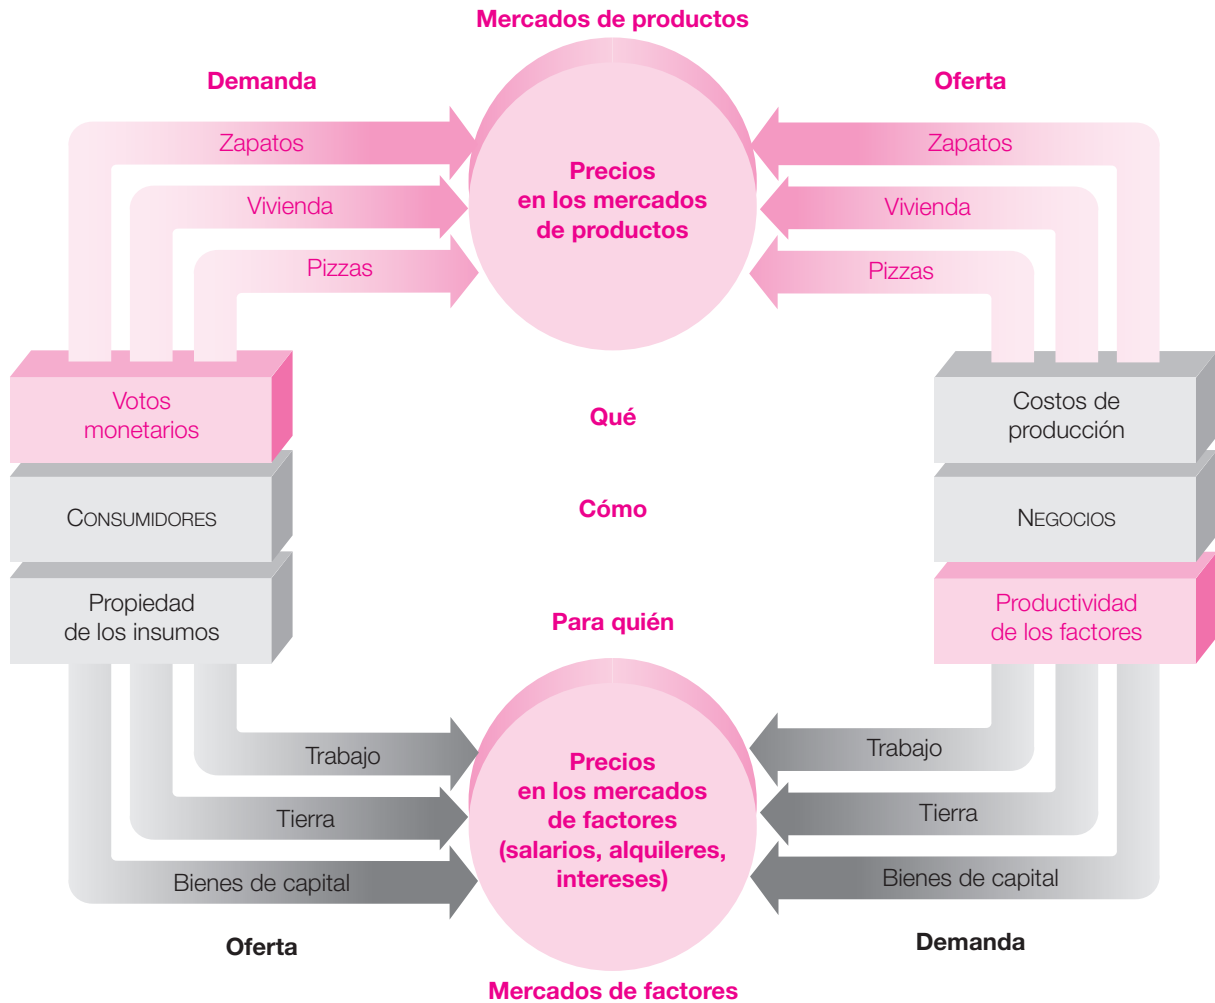 Mercados de productos
Demanda
Oferta
Zapatos
Zapatos
Precios
en los mercados
de productos
Vivienda
Vivienda
Pizzas
Pizzas
Votos
monetarios
Qué
Costos de
producción
CONSUMIDORES
Cómo
NEGOCIOS
Propiedad
de los insumos
Para quién
Productividad
de los factores
Trabajo
Trabajo
Precios
en los mercados
de factores
(salarios, alquileres,
intereses)
Tierra
Tierra
Bienes de capital
Bienes de capital
Oferta
Demanda
Mercados de factores